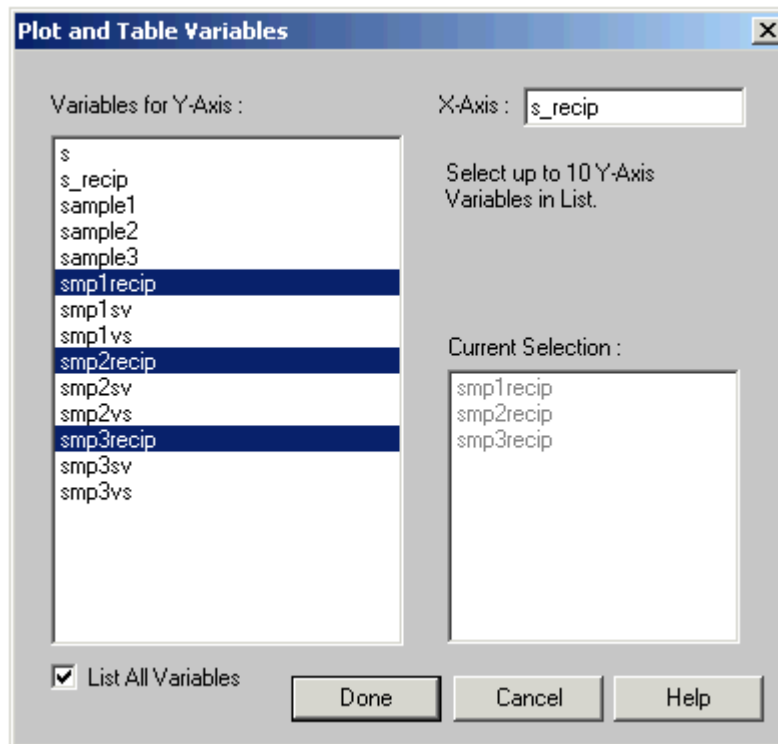 Plot and Table Variables
Variables for Y-Axis :
s
s_recip
sample1
sample2
sample3
smp1recip
smp1sv
smp1vs
smp2recip
smp2sv
smp2vs
smp3recip
smp3sv
smp3vs
List All Variables
X-Axis : s_recip
Select up to 10 Y-Axis
Variables in List.
Current Selection :
smp1recip
smp2recip
smp3recip
Done Cancel Help